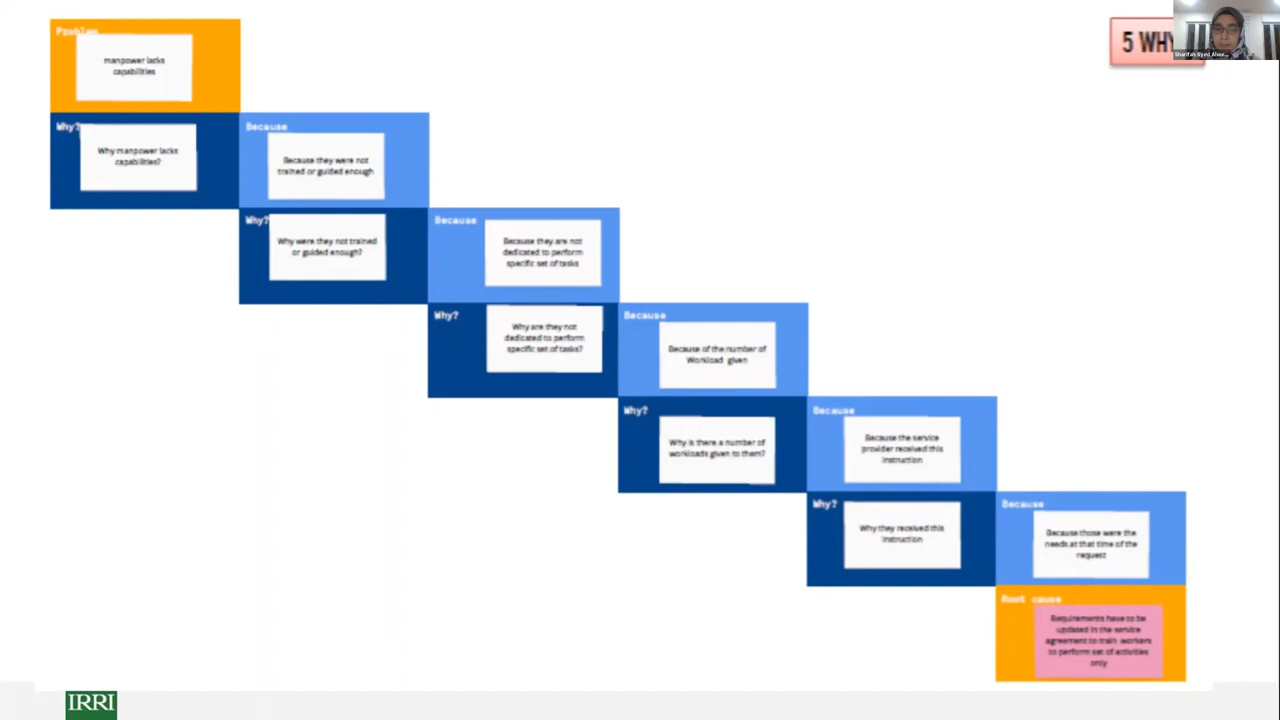 Problem
manpower lacks
capabilities
5 WHY
Why?
Why manpower lacks
capabilities?
Because
Because they were not
trained or guided enough
Why?
Why were they not trained
or guided enough?
Because
Because they are not
dedicated to perform
specific set of tasks
Why?
Why are they not
dedicated to perform
specific set of tasks?
Because
Because of the number of
Workload given
Why?
Why is there a number of
workloads given to them?
Because
Because the service
provider received this
instruction
Why?
Why they received this
instruction
Because
Because those were the
needs at that time of the
request
Root cause
Requirements have to be
updated in the service
agreement to train workers
to perform set of activities
only
IRRI